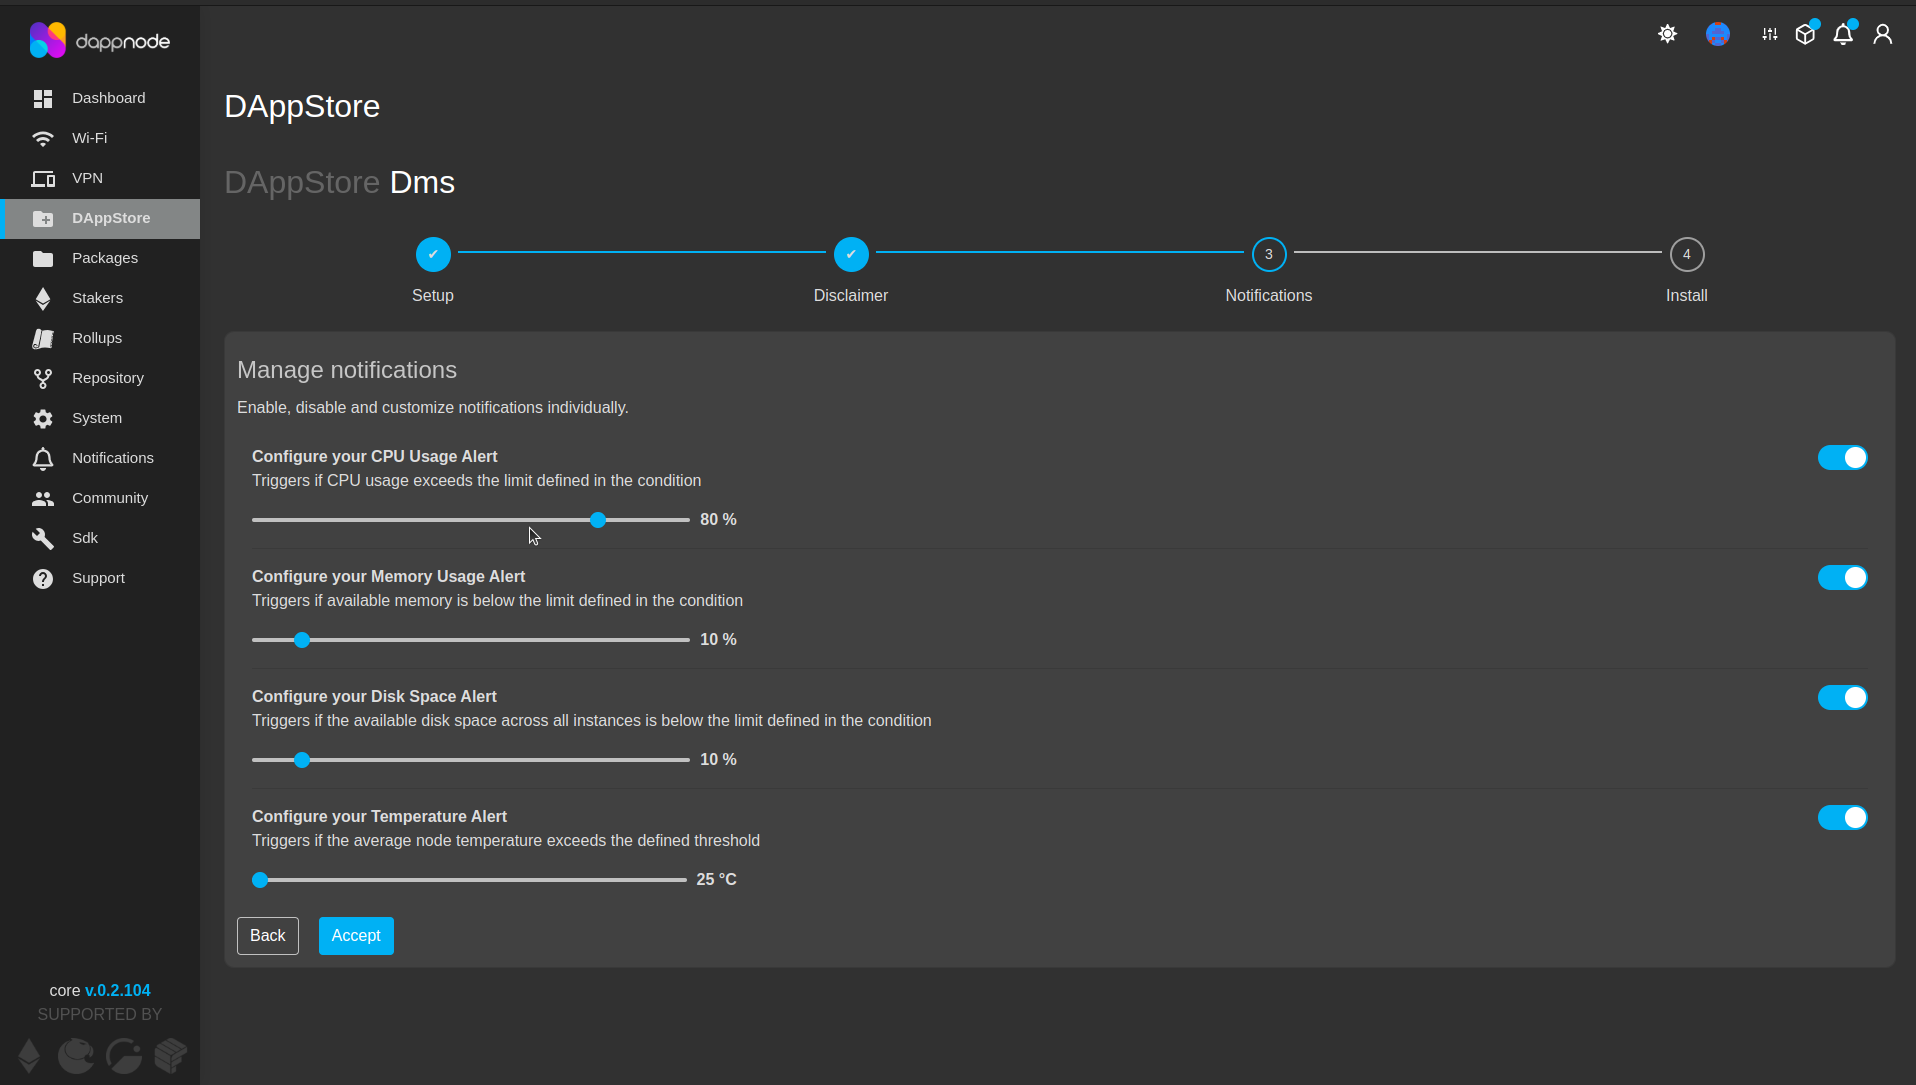 dappnode
Dashboard
Wi-Fi
VPN
DAppStore
Packages
Stakers
Rollups
Repository
System
Notifications
Community
Sdk
Support
core v.0.2.104
SUPPORTED BY
DAppStore
DAppStore Dms
✔ ✔ 3 4
Setup Disclaimer Notifications Install
Manage notifications
Enable, disable and customize notifications individually.
Configure your CPU Usage Alert
Triggers if CPU usage exceeds the limit defined in the condition
80 %
Configure your Memory Usage Alert
Triggers if available memory is below the limit defined in the condition
10 %
Configure your Disk Space Alert
Triggers if the available disk space across all instances is below the limit defined in the condition
10 %
Configure your Temperature Alert
Triggers if the average node temperature exceeds the defined threshold
25 °C
Back Accept